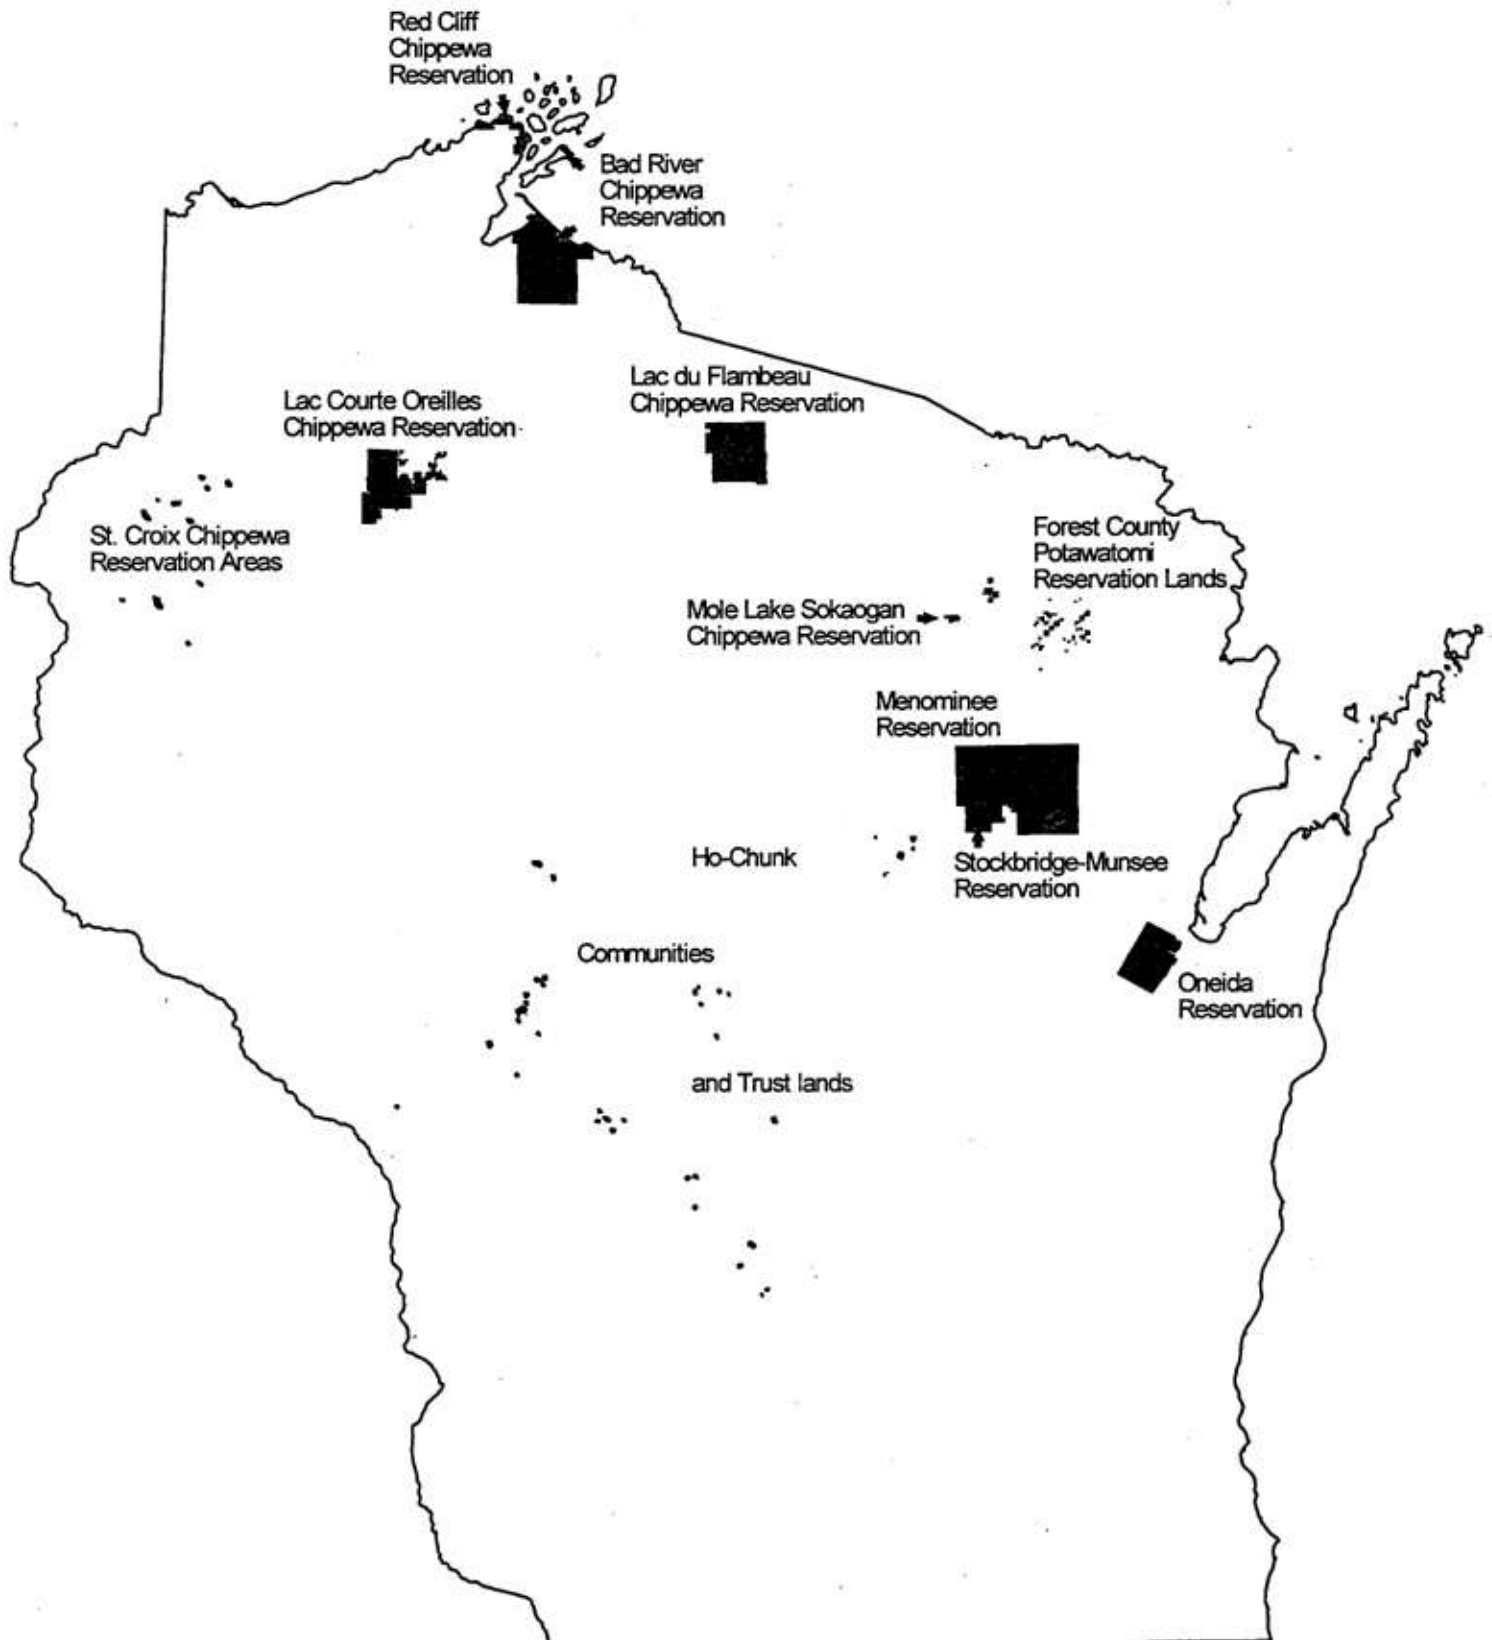 Red Cliff
Chippewa
Reservation
Bad River
Chippewa
Reservation
Lac du Flambeau
Chippewa Reservation
Lac Courte Oreilles
Chippewa Reservation
St. Croix Chippewa
Reservation Areas
Forest County
Potawatomi
Reservation Lands
Mole Lake Sokaogan
Chippewa Reservation
Menominee
Reservation
Ho-Chunk
Stockbridge-Munsee
Reservation
Communities
Oneida
Reservation
and Trust lands